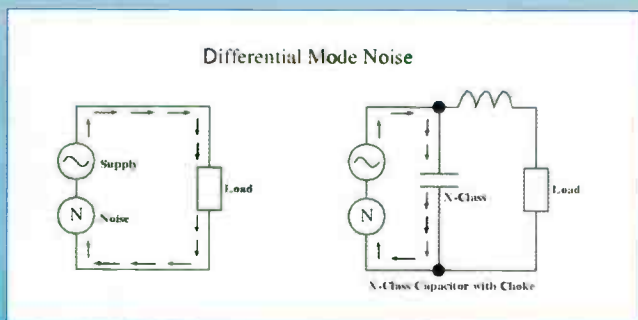 Differential Mode Noise
Supply
N
Noise
Load
N
X-Class
Load
X-Class Capacitor with Choke